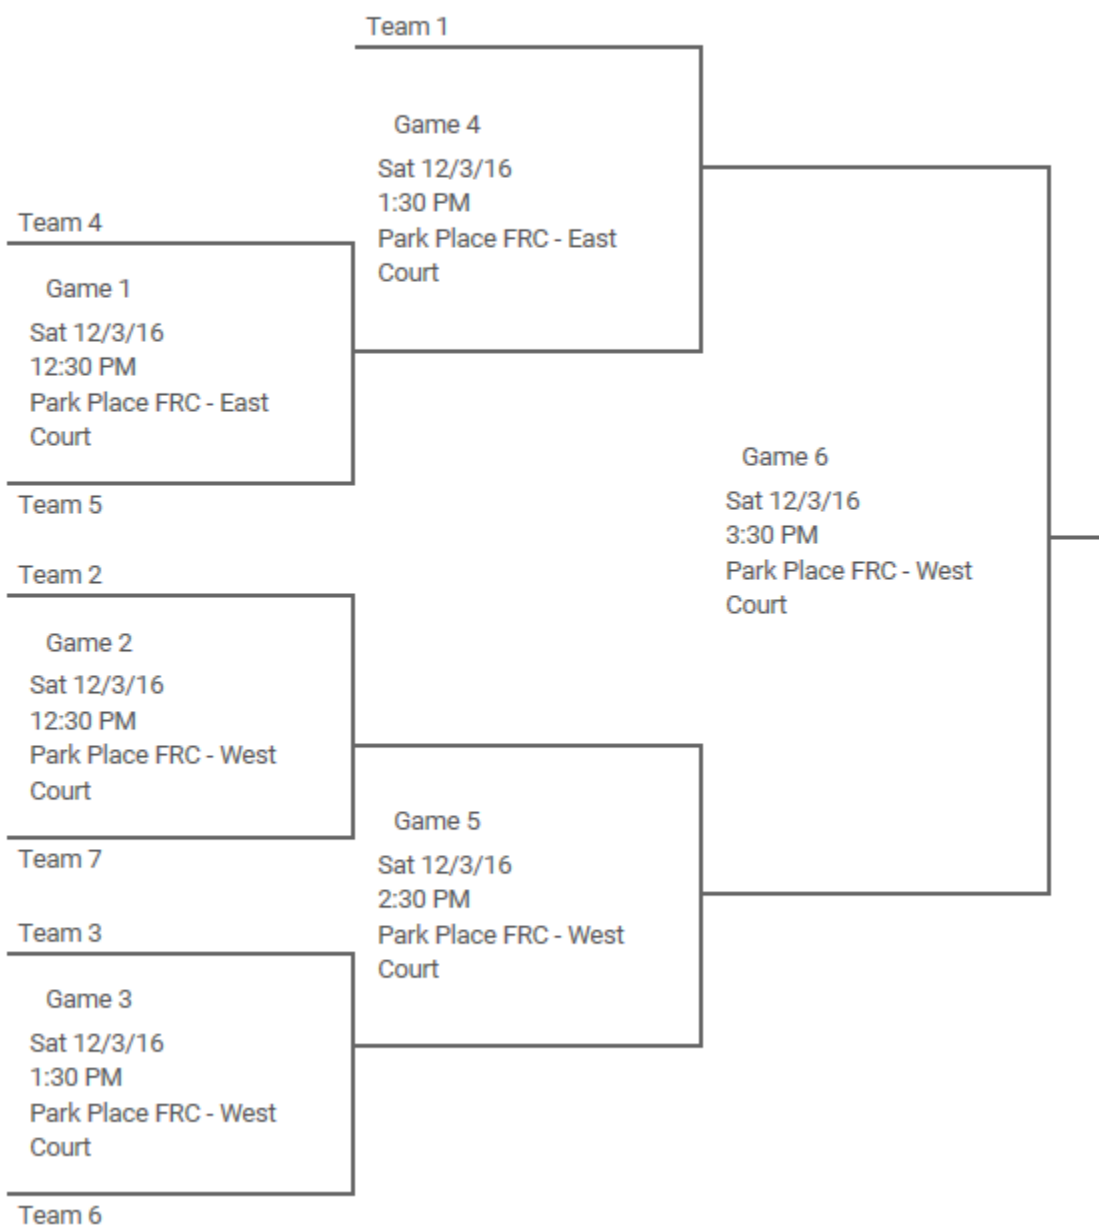 Team 1
Game 4
Sat 12/3/16
1:30 PM
Park Place FRC - East
Court
Team 4
Game 1
Sat 12/3/16
12:30 PM
Park Place FRC - East
Court
Team 5
Game 6
Sat 12/3/16
3:30 PM
Park Place FRC - West
Court
Team 2
Game 2
Sat 12/3/16
12:30 PM
Park Place FRC - West
Court
Team 7
Game 5
Sat 12/3/16
2:30 PM
Park Place FRC - West
Court
Team 3
Game 3
Sat 12/3/16
1:30 PM
Park Place FRC - West
Court
Team 6